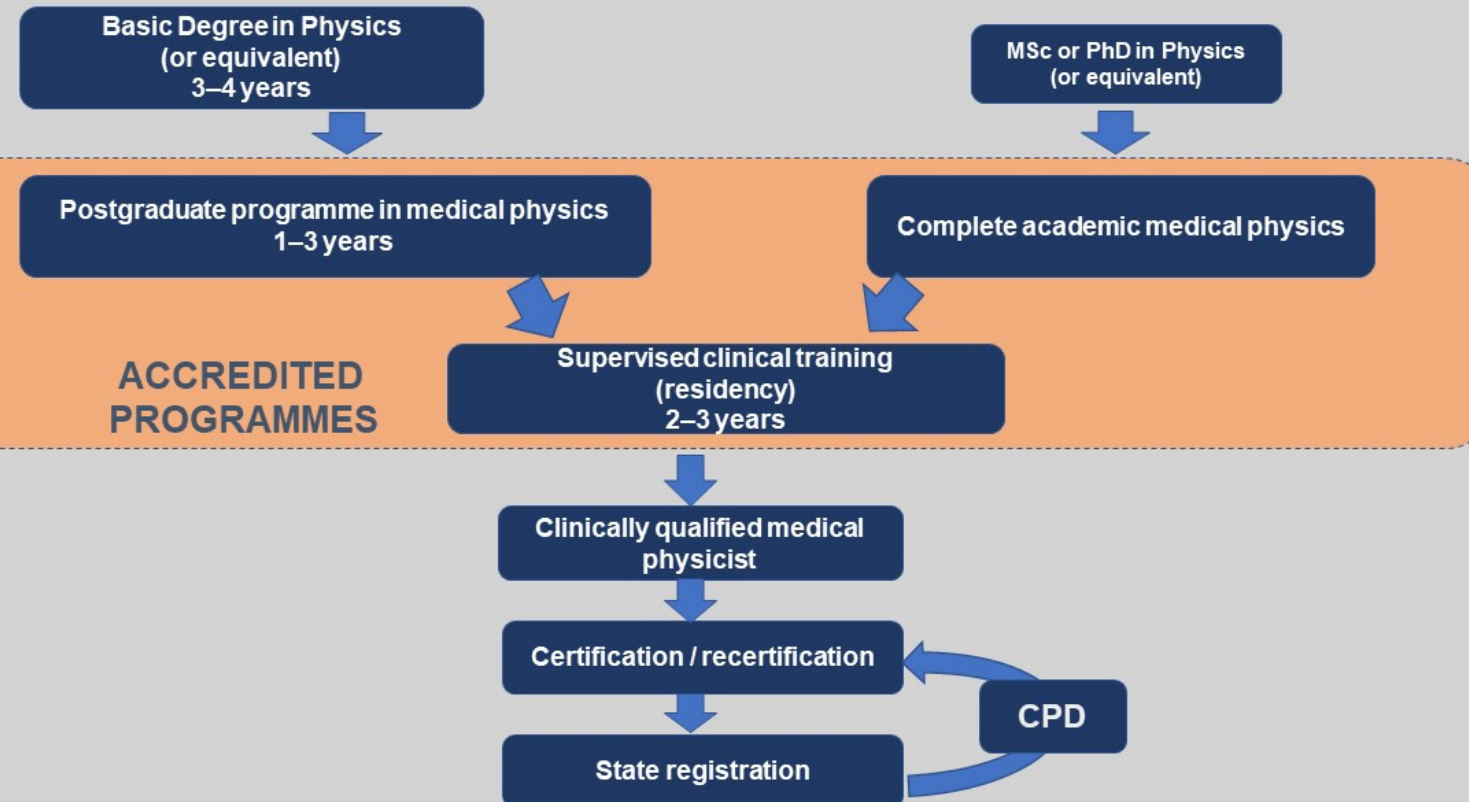 Basic Degree in Physics
(or equivalent)
3–4 years
MSc or PhD in Physics
(or equivalent)
Postgraduate programme in medical physics
1–3 years
Complete academic medical physics
Supervised clinical training
(residency)
2–3 years
ACCREDITED
PROGRAMMES
Clinically qualified medical
physicist
Certification / recertification
CPD
State registration